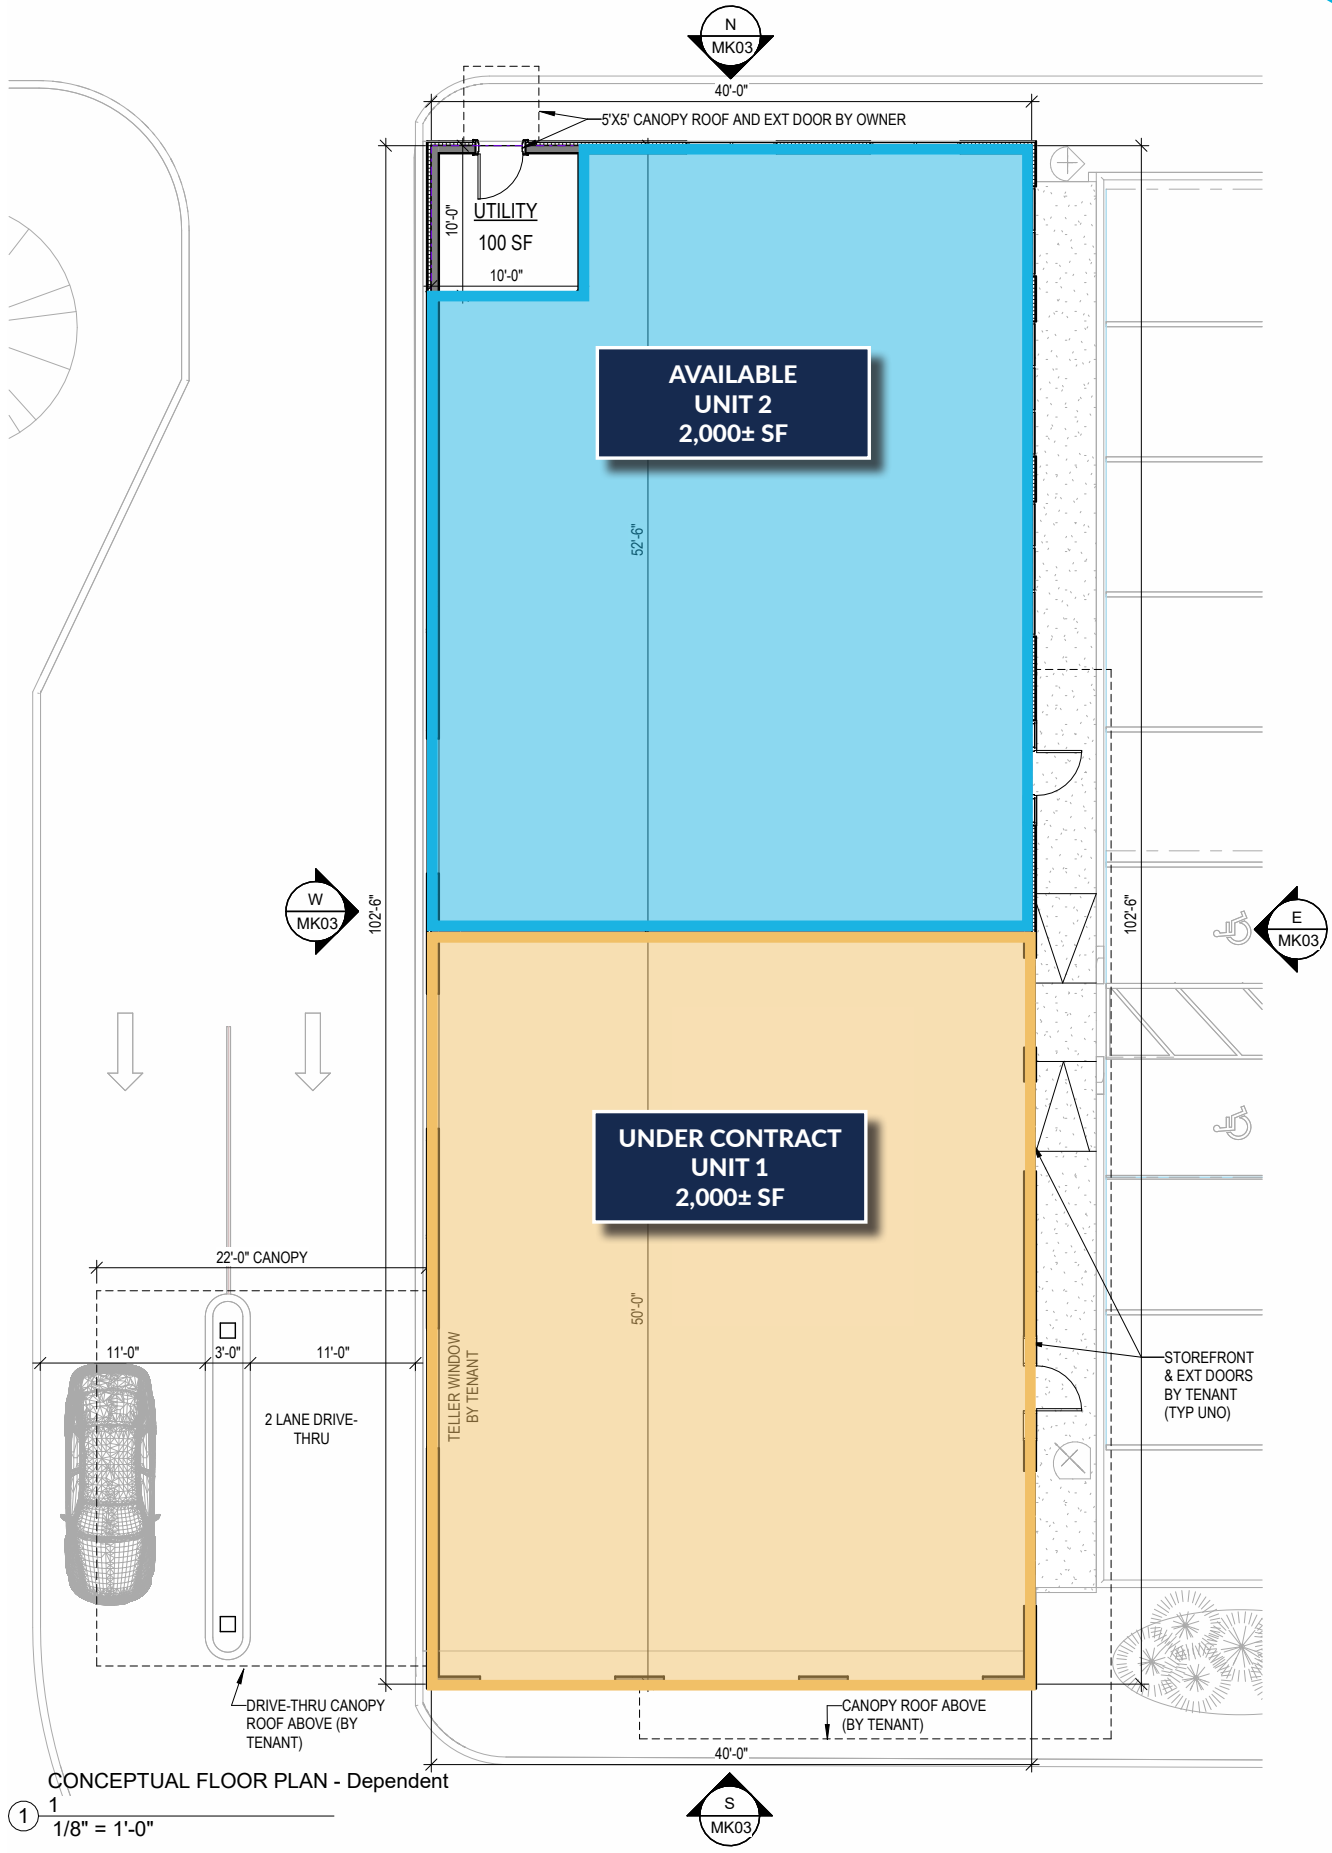 N
MK03
40'-0"
5'X5' CANOPY ROOF AND EXT DOOR BY OWNER
10'-0"
UTILITY
100 SF
10'-0"
AVAILABLE
UNIT 2
2,000± SF
52'-6"
W
MK03
102'-6"
102'-6"
E
MK03
UNDER CONTRACT
UNIT 1
2,000± SF
22'-0" CANOPY
50'-0"
11'-0"
3'-0"
11'-0"
TELLER WINDOW
BY TENANT
2 LANE DRIVE-
THRU
STOREFRONT
& EXT DOORS
BY TENANT
(TYP UNO)
DRIVE-THRU CANOPY
ROOF ABOVE (BY
TENANT)
CANOPY ROOF ABOVE
(BY TENANT)
40'-0"
CONCEPTUAL FLOOR PLAN - Dependent
1
1
1/8" = 1'-0"
S
MK03